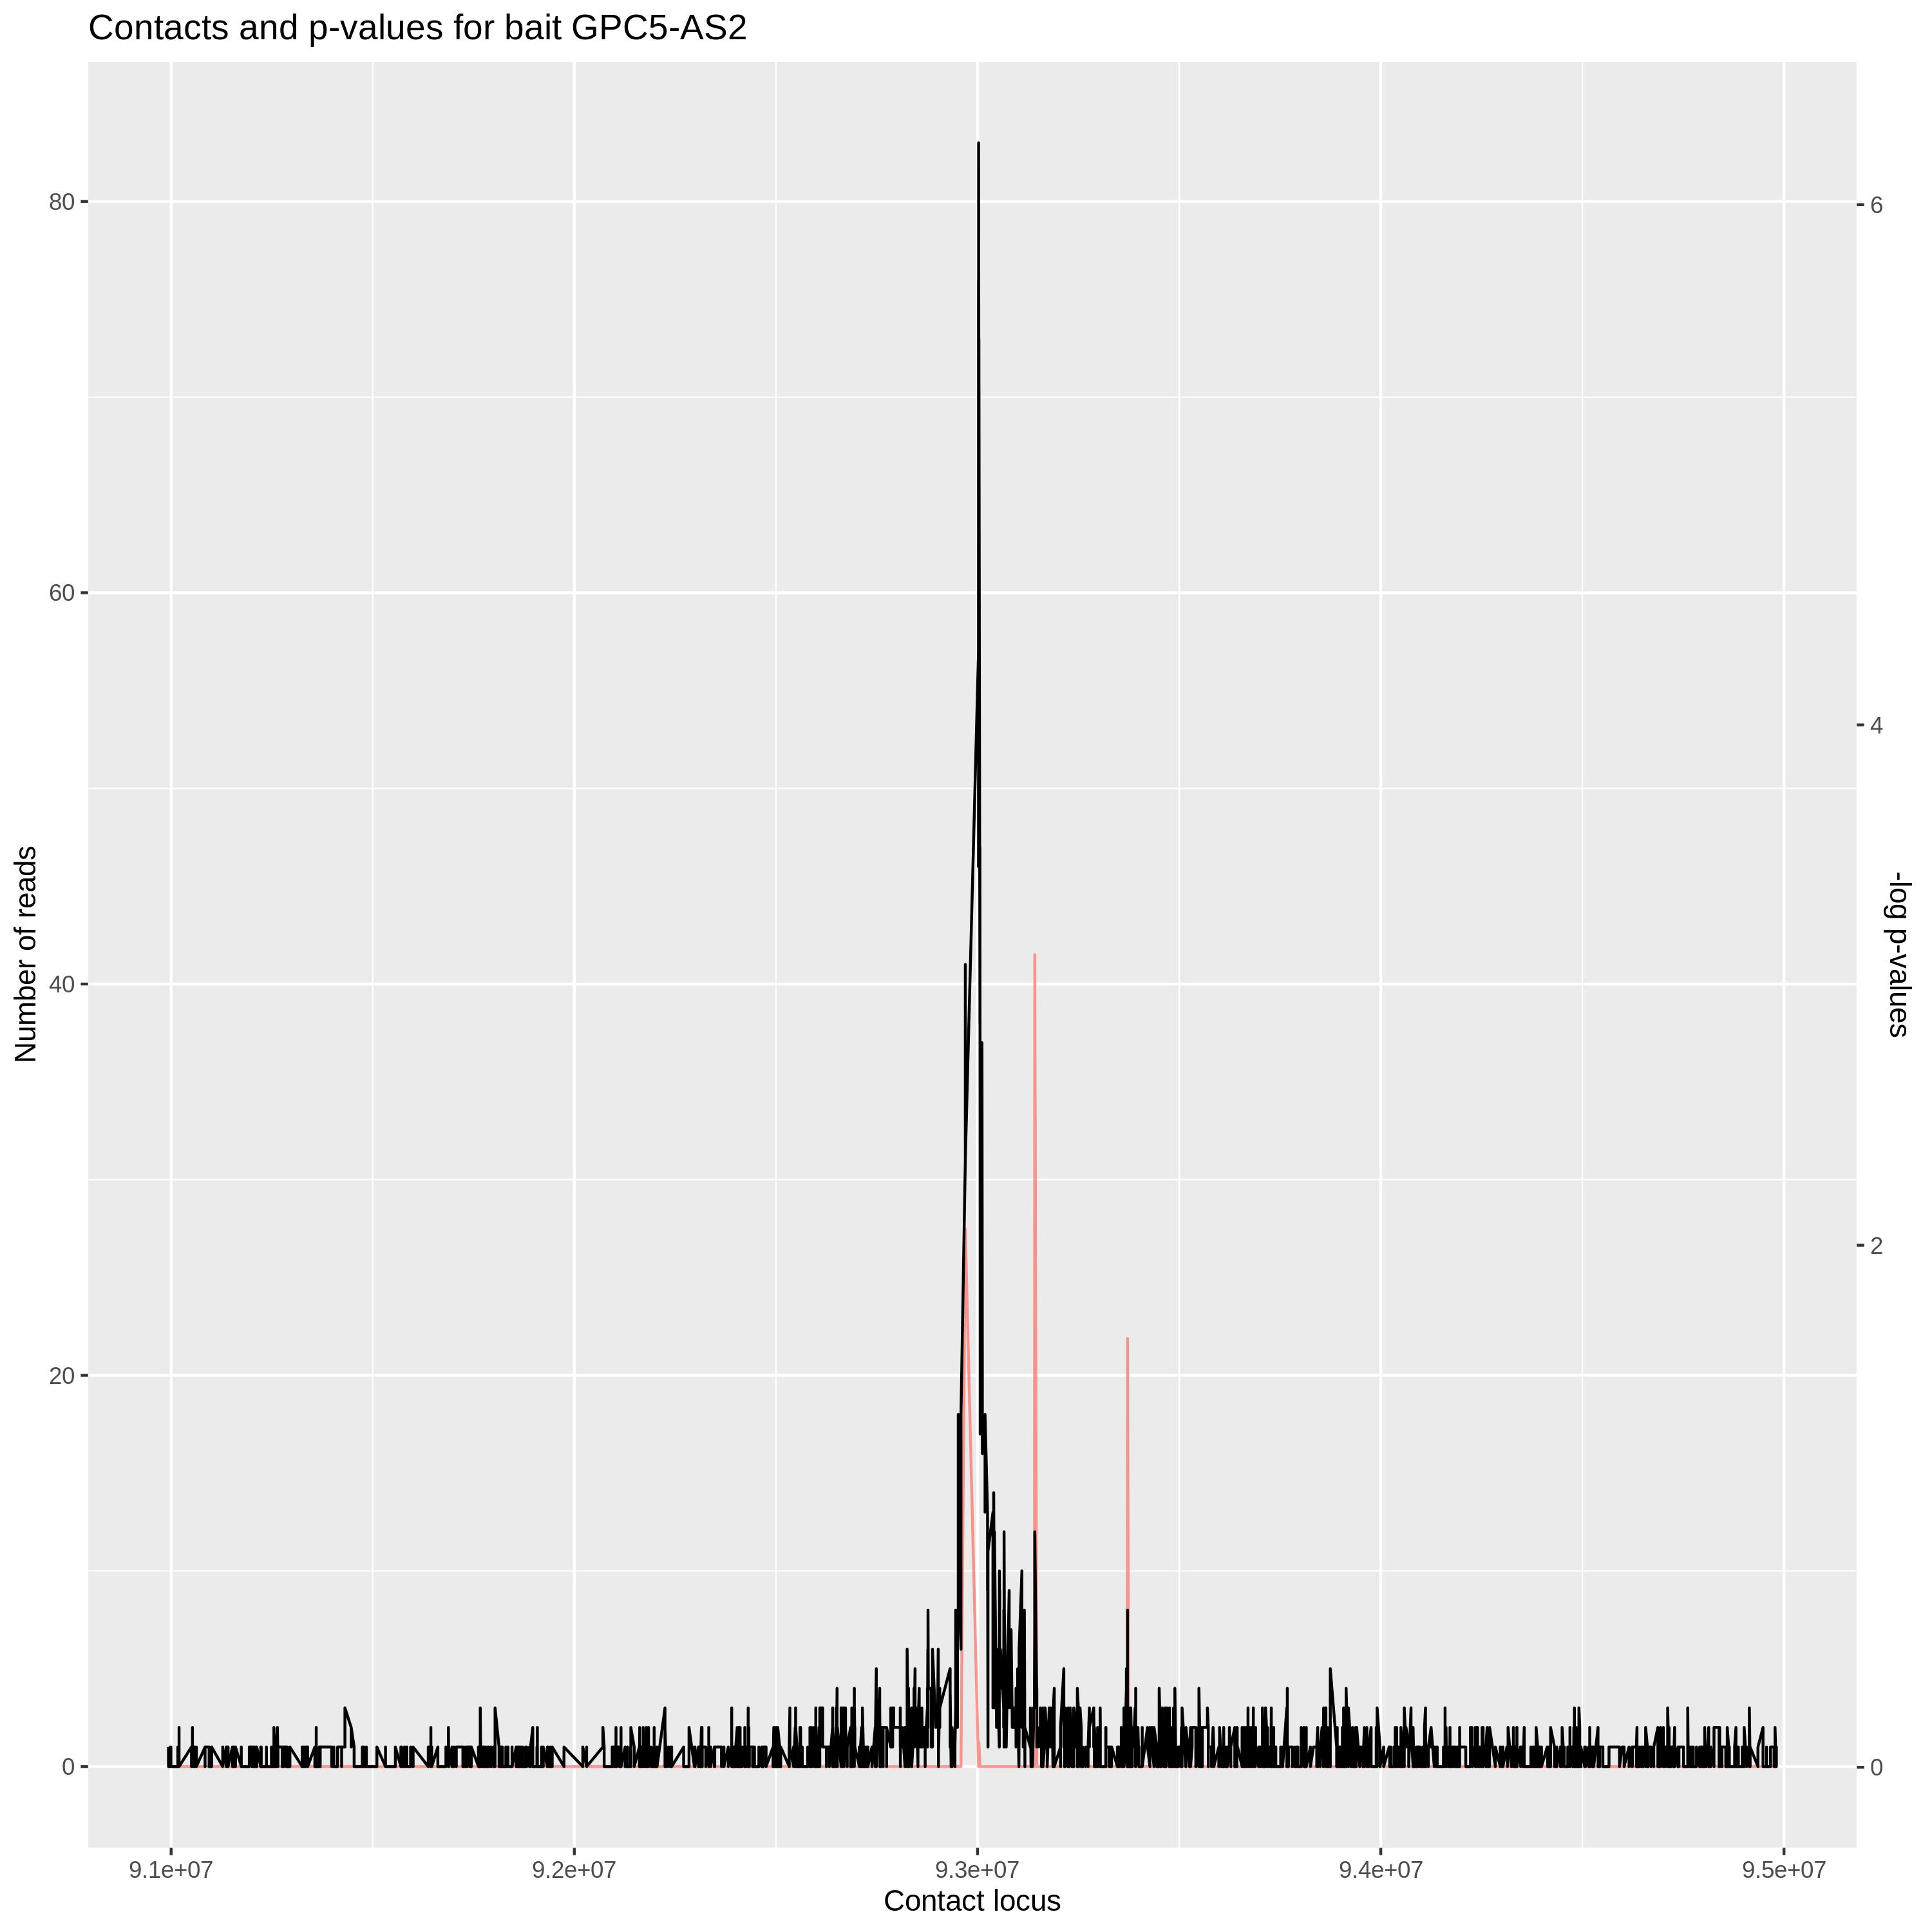 Contacts and p-values for bait GPC5-AS2
80
60
40
20
0
Number of reads
6
4
2
0
-log p-values
9.1e+07
9.2e+07
9.3e+07
9.4e+07
9.5e+07
Contact locus